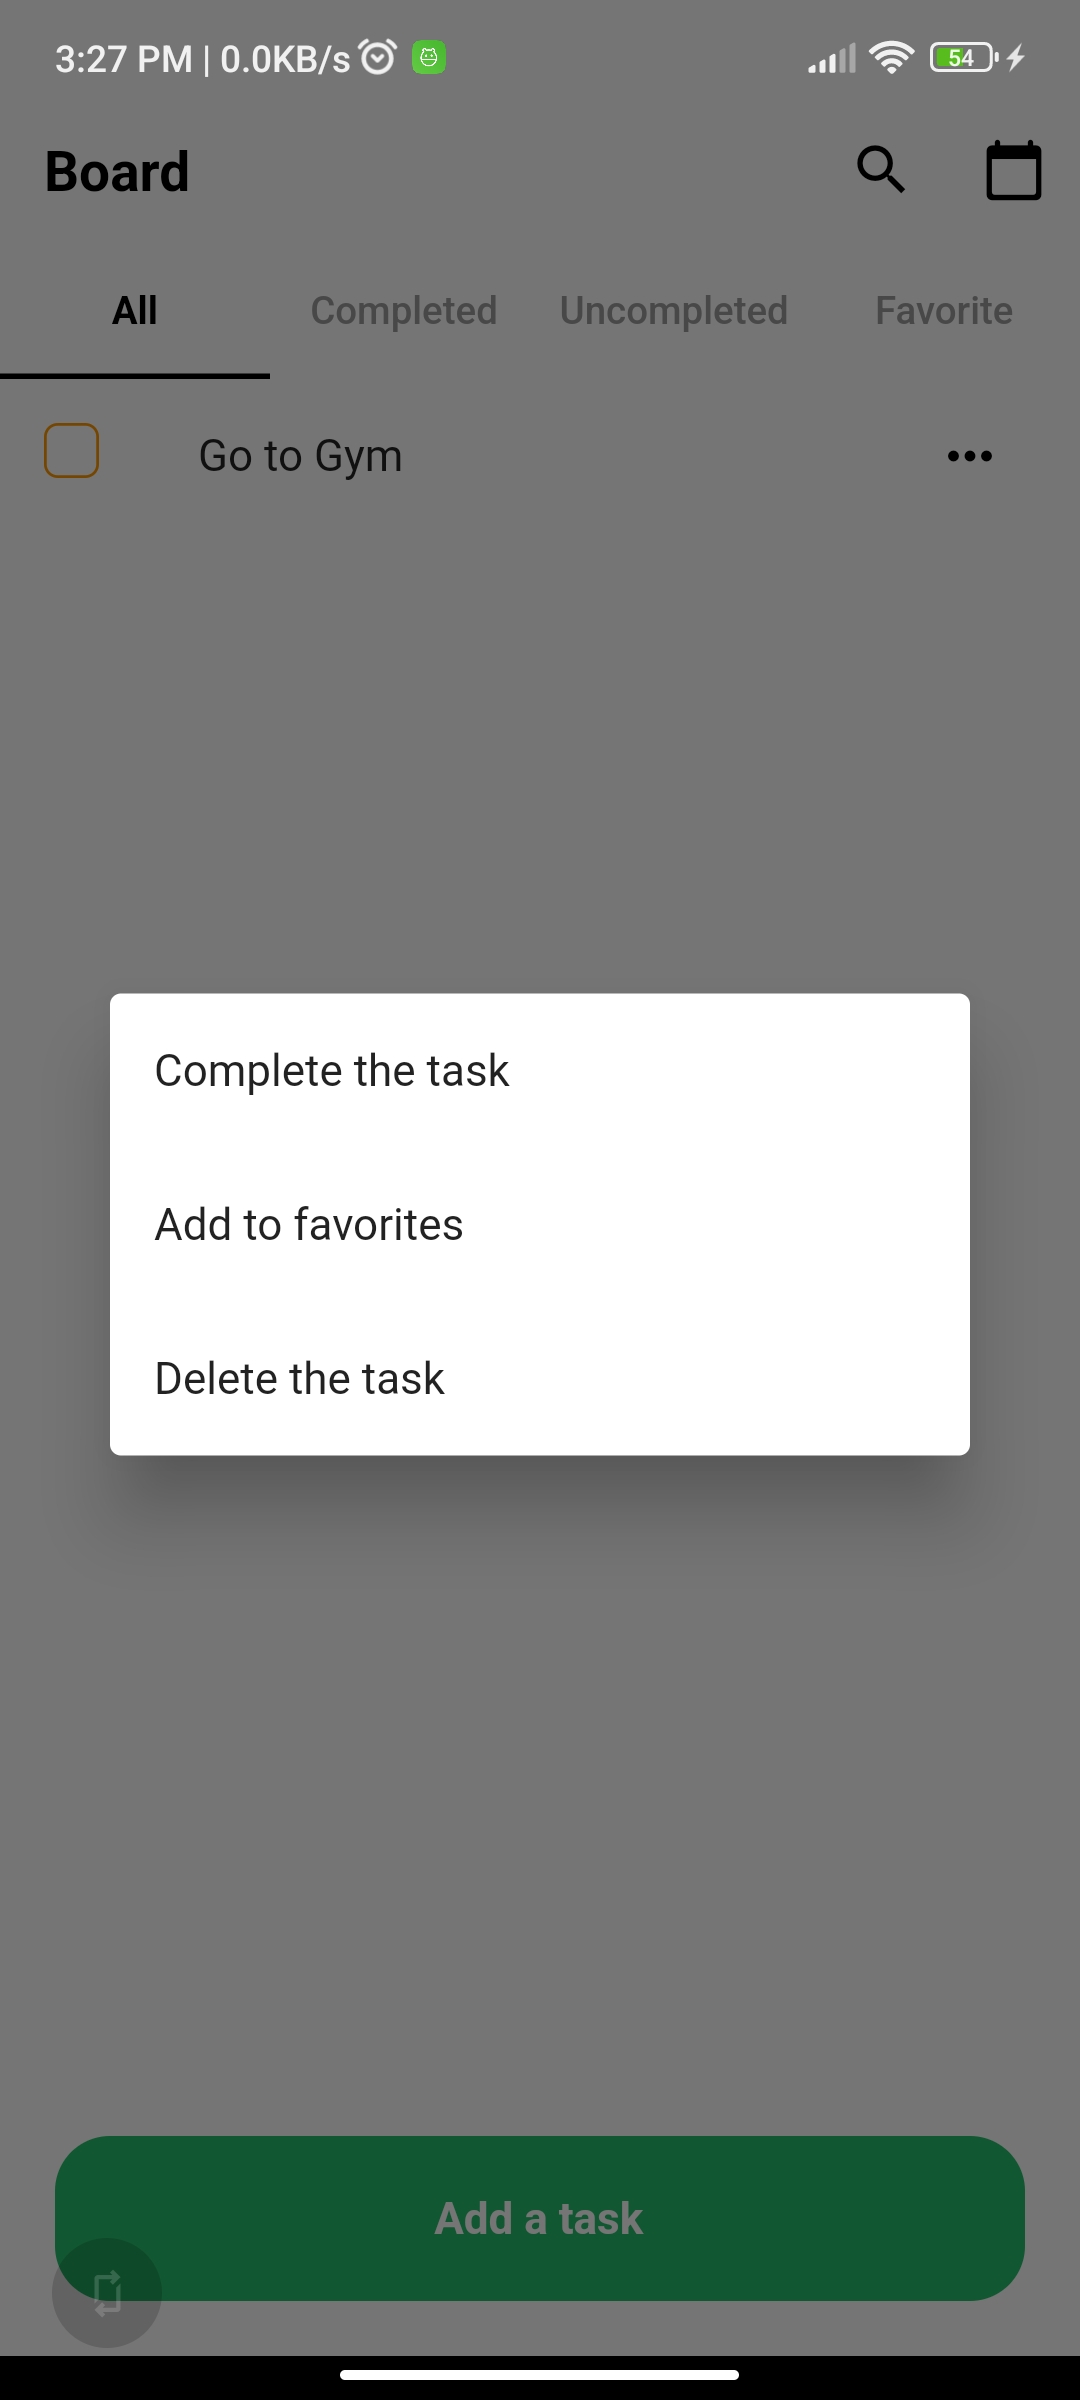 3:27 PM | 0.0KB/s
54
Board
All Completed Uncompleted Favorite
Go to Gym
Complete the task
Add to favorites
Delete the task
Add a task